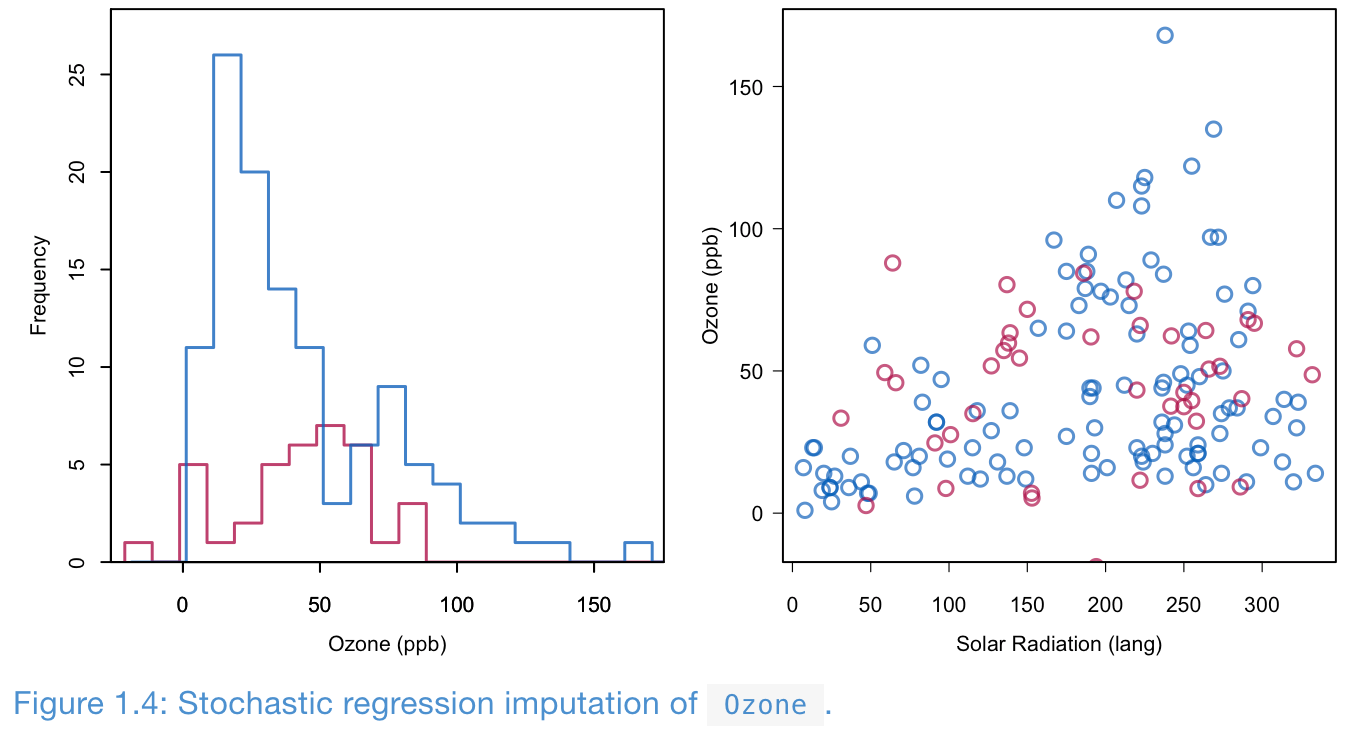 Frequency
25
20
15
10
5
0
0 50 100 150
Ozone (ppb)
Ozone (ppb)
150
100
50
0
0 50 100 150 200 250 300
Solar Radiation (lang)
Figure 1.4: Stochastic regression imputation of Ozone .